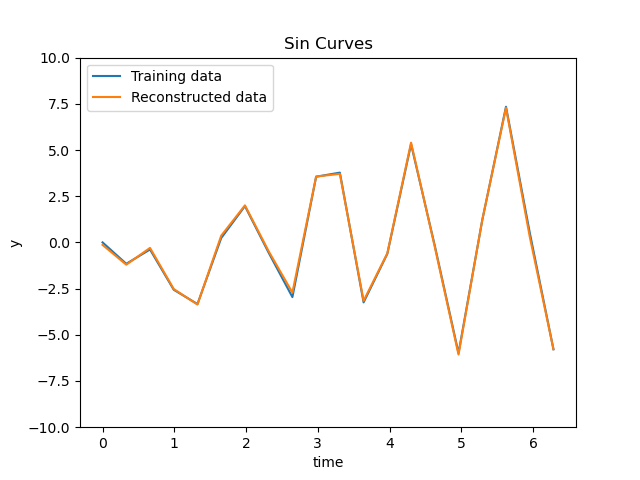 Sin Curves
Training data
Reconstructed data
10.0
7.5
5.0
2.5
0.0
−2.5
−5.0
−7.5
−10.0
y
0 1 2 3 4 5 6
time